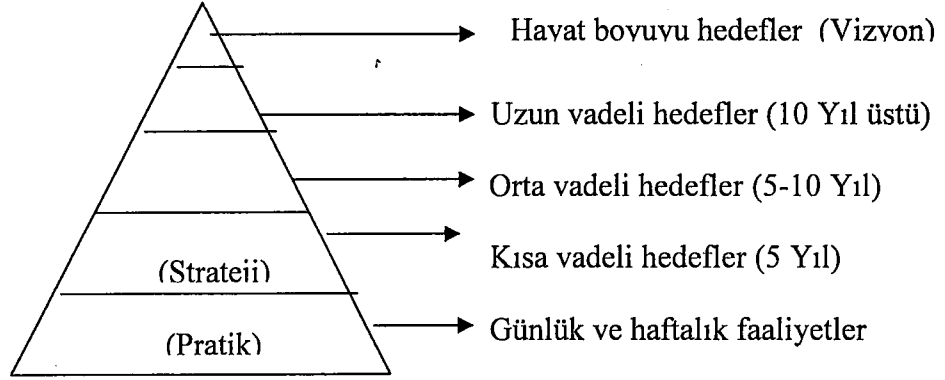 Hayat boyuyu hedefler (Vizyon)
Uzun vadeli hedefler (10 Yıl üstü)
Orta vadeli hedefler (5-10 Yıl)
Kısa vadeli hedefler (5 Yıl)
(Strateji)
Günlük ve haftalık faaliyetler
(Pratik)